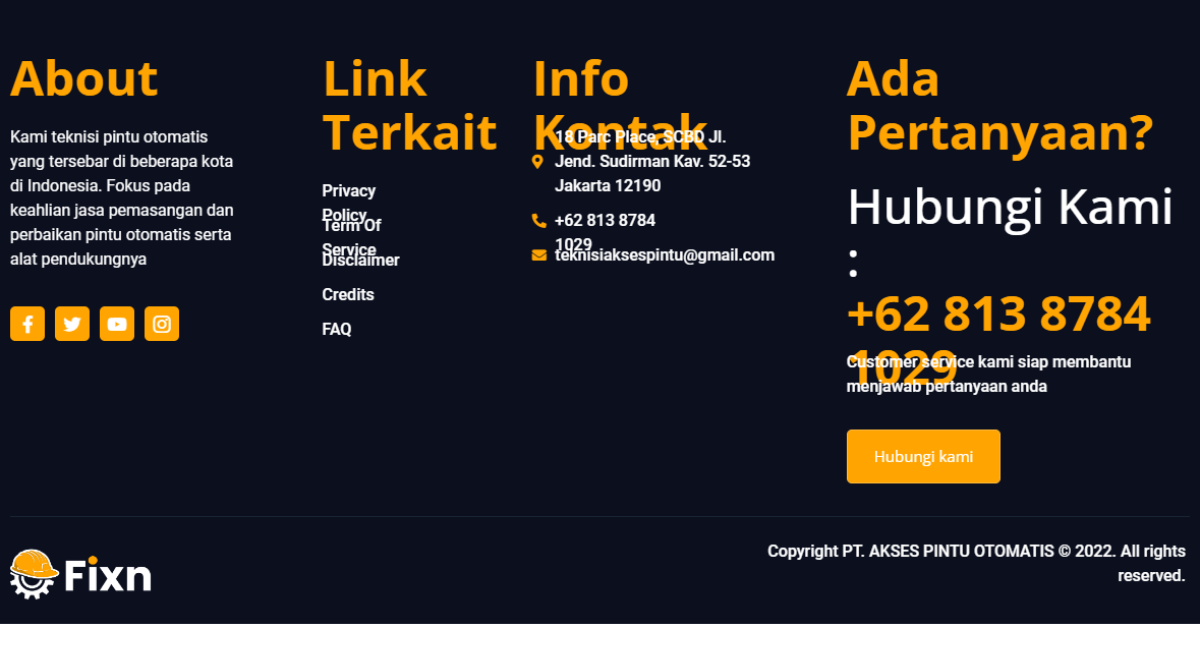 About
Kami teknisi pintu otomatis
yang tersebar di beberapa kota
di Indonesia. Fokus pada
keahlian jasa pemasangan dan
perbaikan pintu otomatis serta
alat pendukungnya
Link
Terkait
Privacy
Policy
Term Of
Service
Disclaimer
Credits
FAQ
Info
Kontak
18 Parc Place, SCBD Jl.
Jend. Sudirman Kav. 52-53
Jakarta 12190
+62 813 8784
1029
teknisiaksespintu@gmail.com
Ada
Pertanyaan?
Hubungi Kami
:
+62 813 8784
1029
Customer service kami siap membantu
menjawab pertanyaan anda
Hubungi kami
Fixn
Copyright PT. AKSES PINTU OTOMATIS © 2022. All rights
reserved.